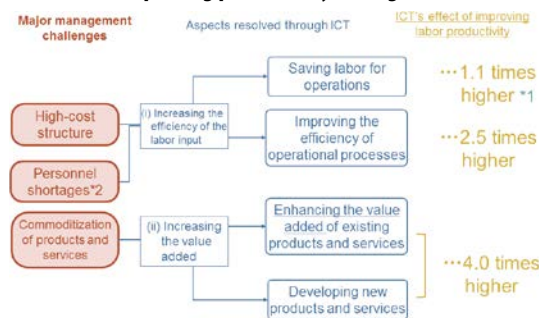 Major management
challenges
Aspects resolved through ICT
ICT's effect of improving
labor productivity
High-cost
structure
Personnel
shortages*2
Commoditization
of products and
services
(i) Increasing the
efficiency of the
labor input
(ii) Increasing
the value
added
Saving labor for
operations
Improving the
efficiency of
operational processes
Enhancing the value
added of existing
products and services
Developing new
products and services
…1.1 times
higher *1
…2.5 times
higher
…4.0 times
higher